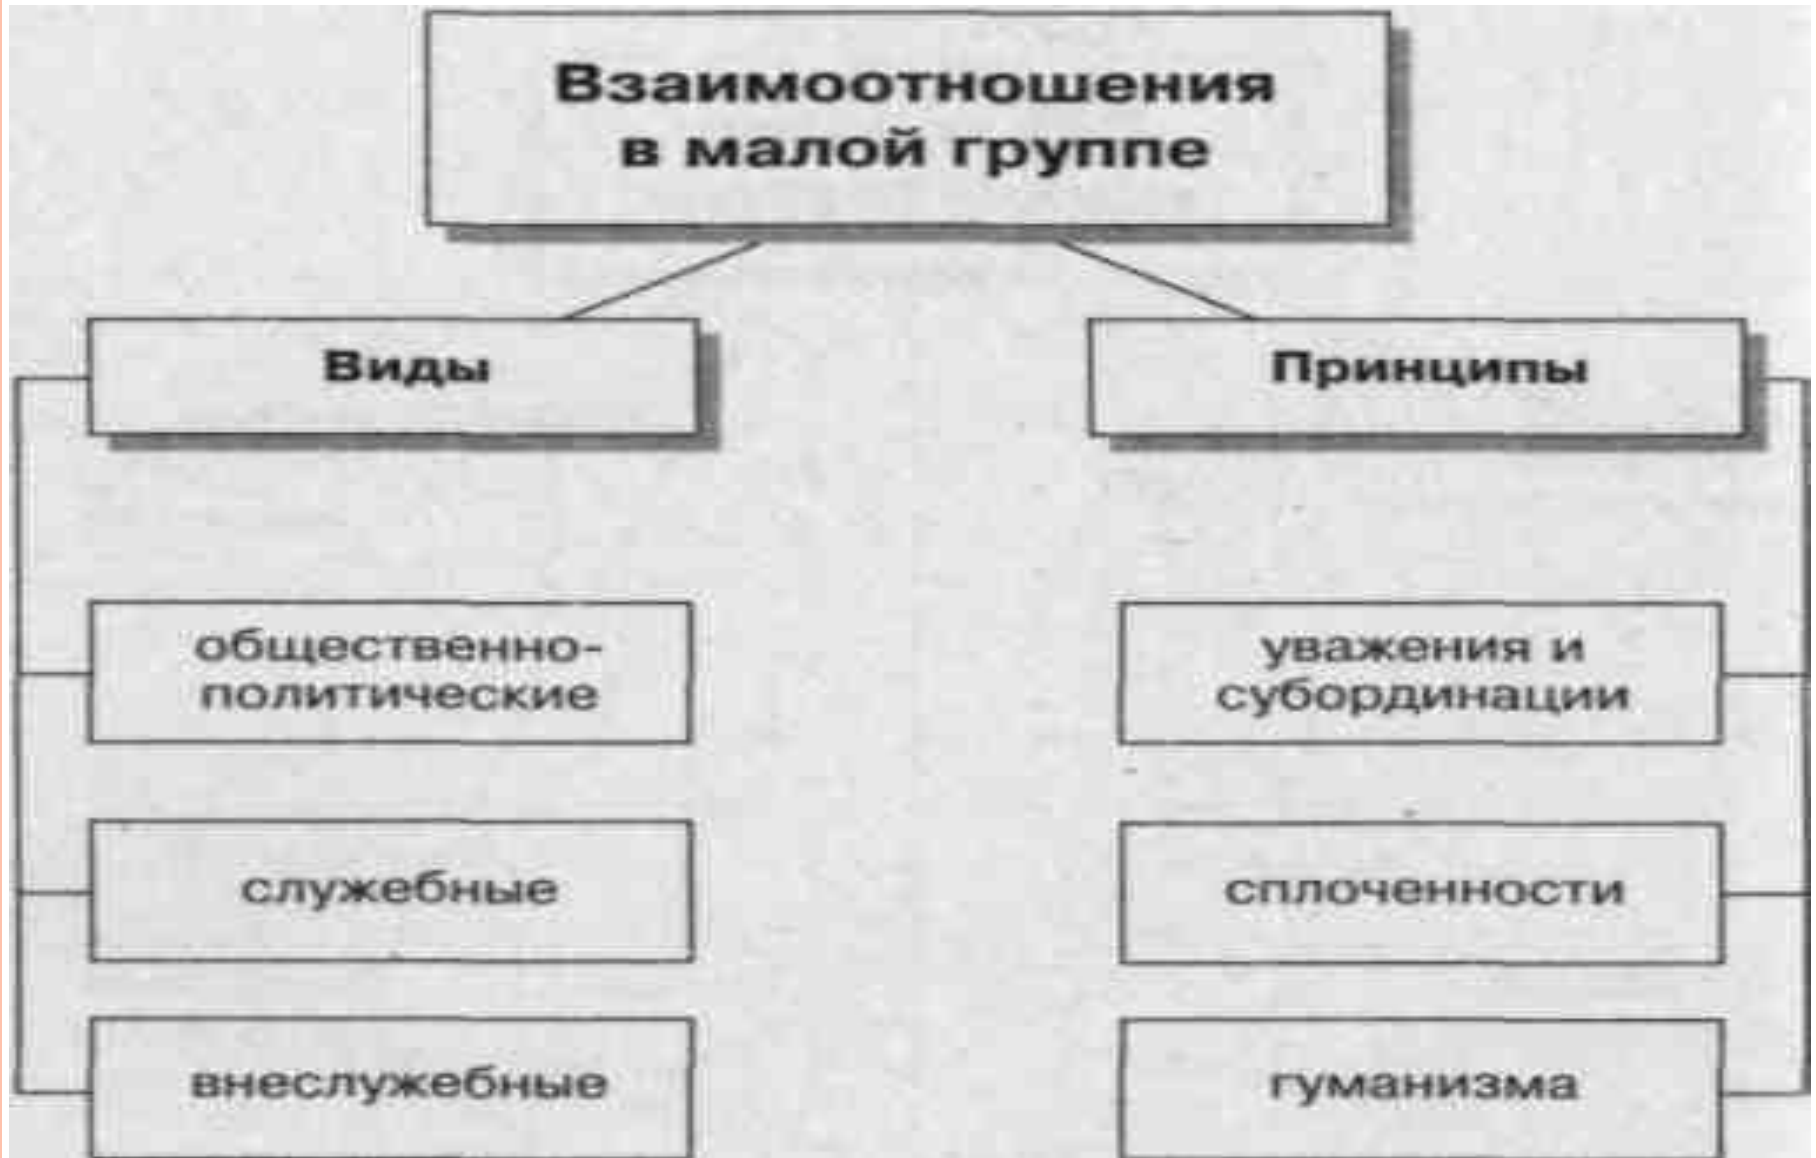 Взаимоотношения
в малой группе
Виды
Принципы
общественно-
политические
уважения и
субординации
служебные
сплоченности
внеслужебные
гуманизма